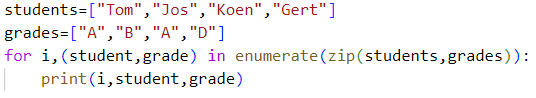 students=["Tom","Jos","Koen","Gert"]
grades=["A","B","A","D"]
for i,(student,grade) in enumerate(zip(students,grades)):
    print(i,student,grade)